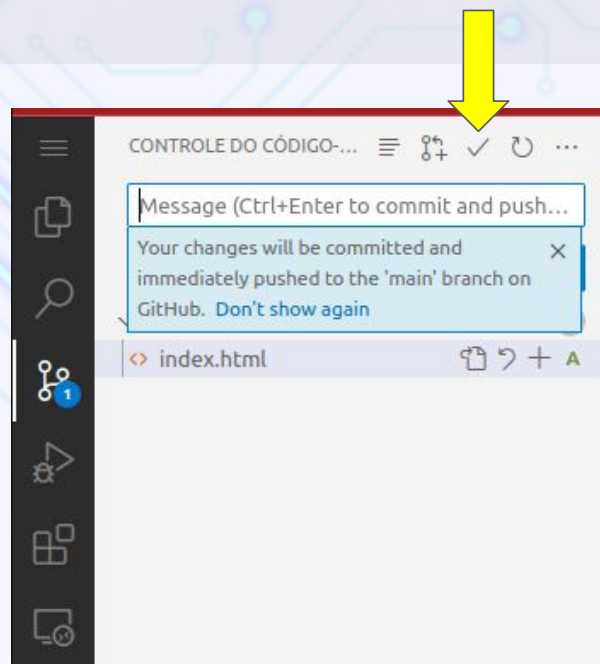 CONTROLE DO CÓDIGO-...
Message (Ctrl+Enter to commit and push...
Your changes will be committed and
immediately pushed to the 'main' branch on
GitHub. Don't show again
index.html
A
1